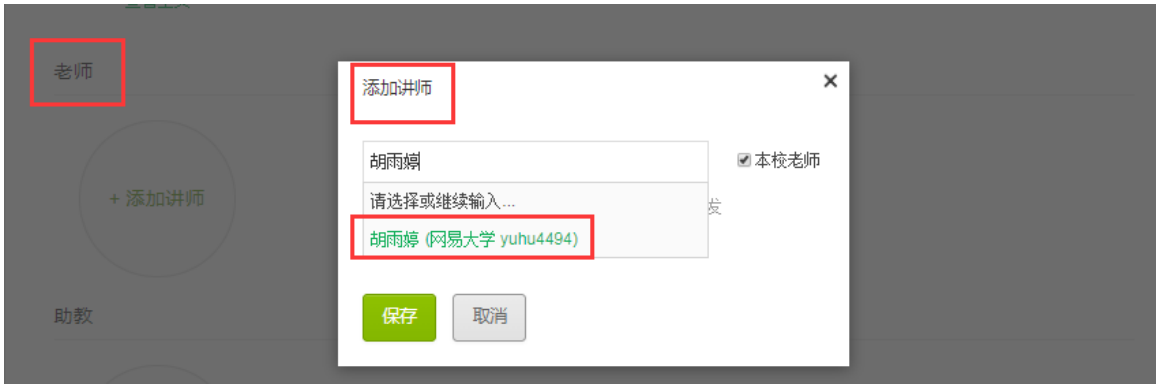 老师
添加讲师
胡雨婷
本校老师
请选择或继续输入...
发
胡雨婷 (网易大学 yuhu4494)
+ 添加讲师
保存
取消
助教